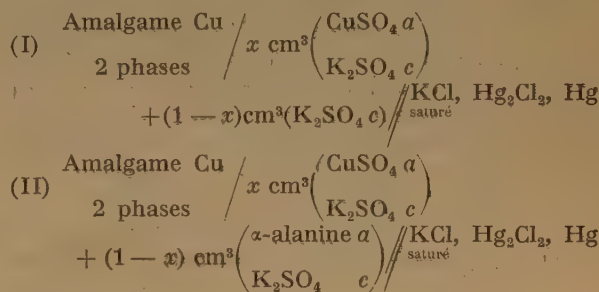 (I) Amalgame Cu / x cm³ (CuSO₄ a
2 phases K₂SO₄ c)
+ (1 — x)cm³(K₂SO₄ c) // KCl, Hg₂Cl₂, Hg
saturé
(II) Amalgame Cu / x cm³ (CuSO₄ a
2 phases K₂SO₄ c)
+ (1 — x) cm³ (α-alanine a // KCl, Hg₂Cl₂, Hg
saturé
K₂SO₄ c)